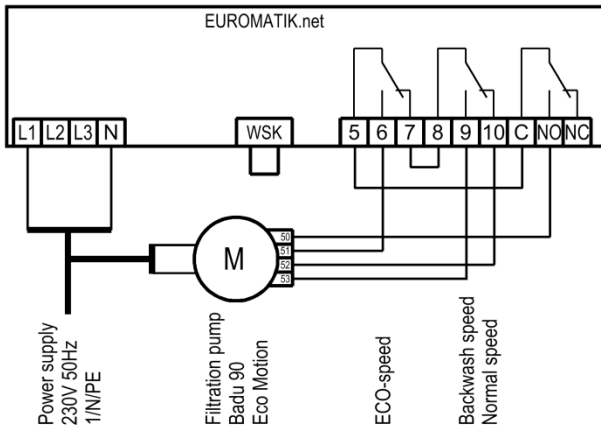 EUROMATIK.net
L1 L2 L3 N
WSK
5 6 7 8 9 10 C NO NC
M
50
51
52
53
Power supply
230V 50Hz
1/N/PE
Filtration pump
Badu 90
Eco Motion
ECO-speed
Backwash speed
Normal speed